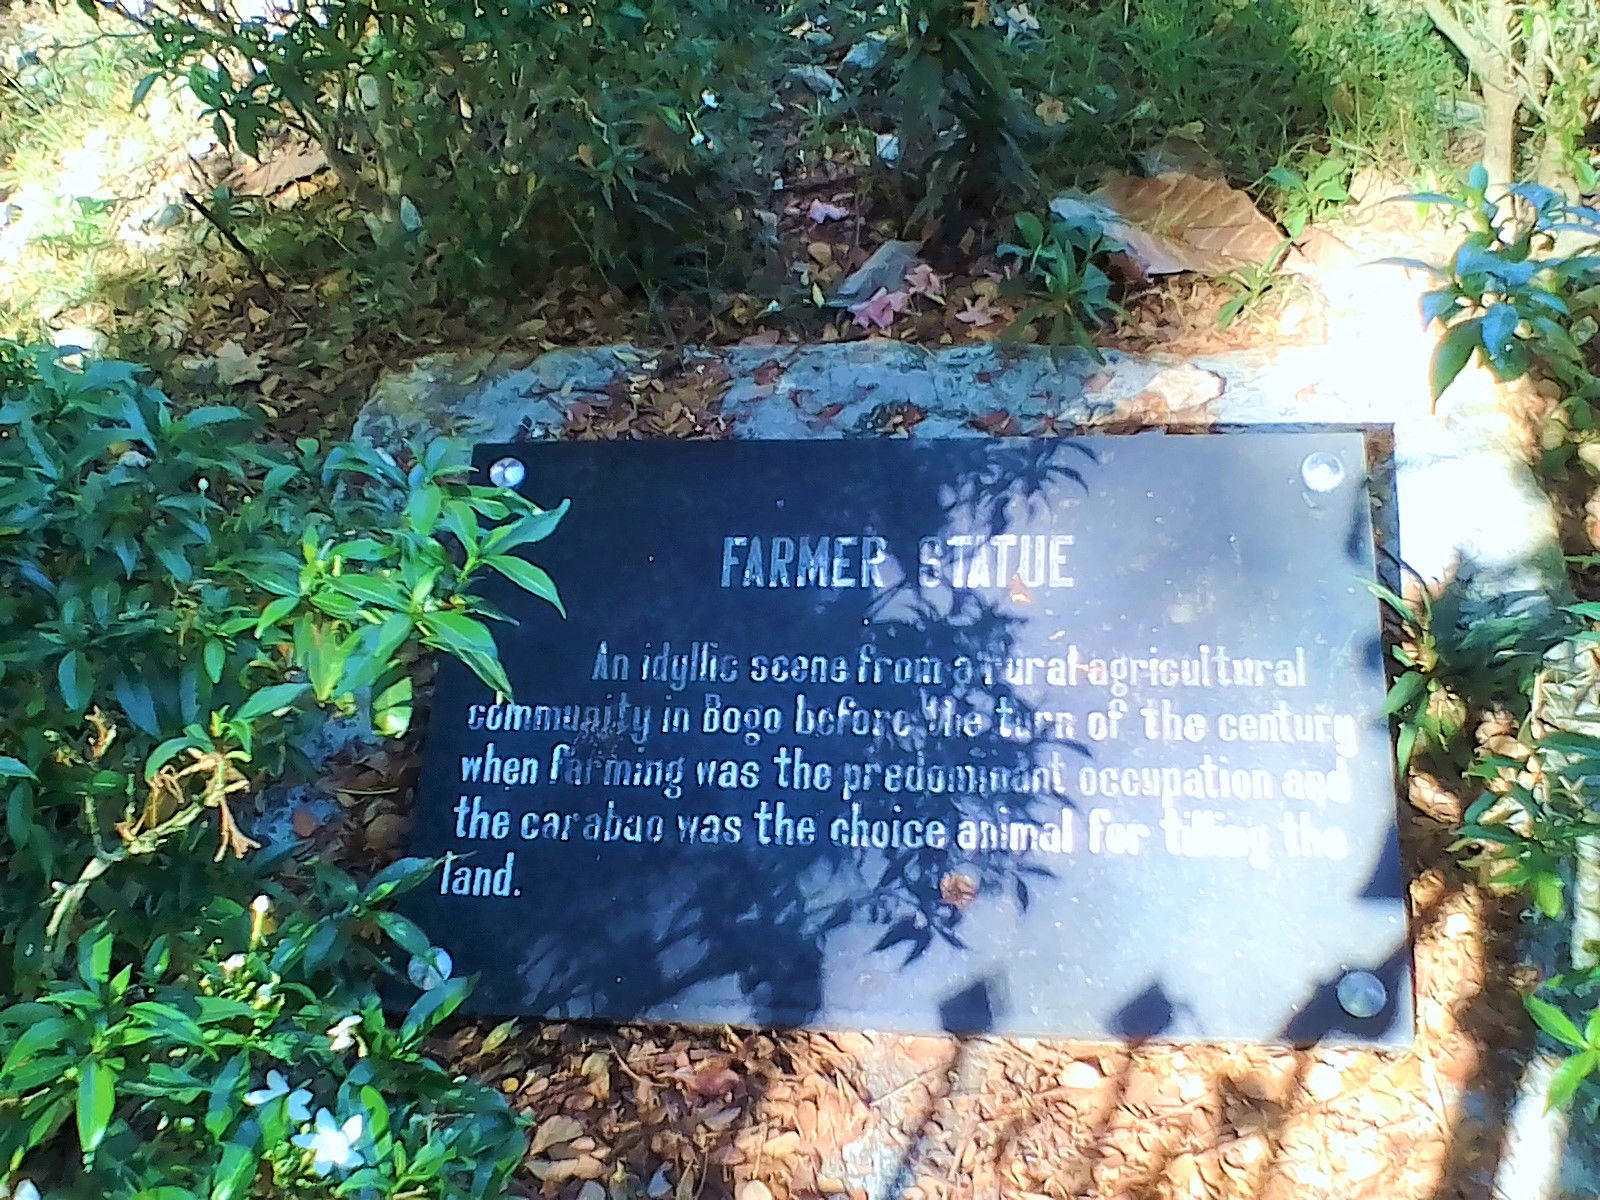 FARMER STATUE
An idyllic scene from a rural-agricultural
community in Bogo before the turn of the century
when farming was the predominant occupation and
the carabao was the choice animal for tilling the
land.